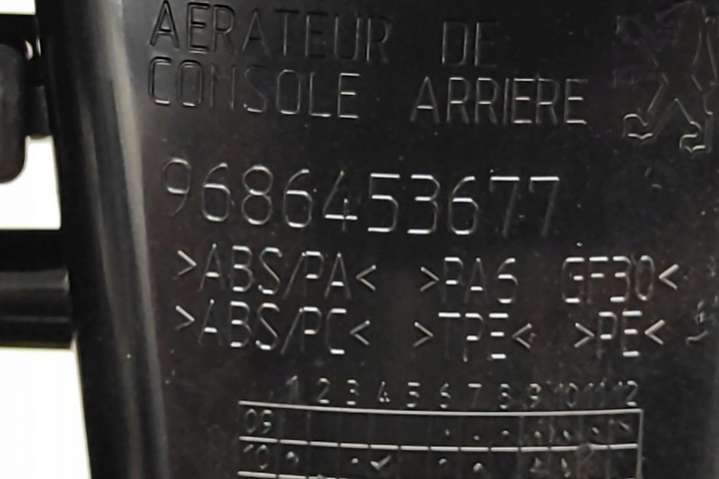 AERATEUR DE
CONSOLE ARRIERE
9686453677
>ABS/PA< >PA6 GF30<
>ABS/PC< >TPE< >PE<
1 2 3 4 5 6 7 8 9 10 11 12
09
10